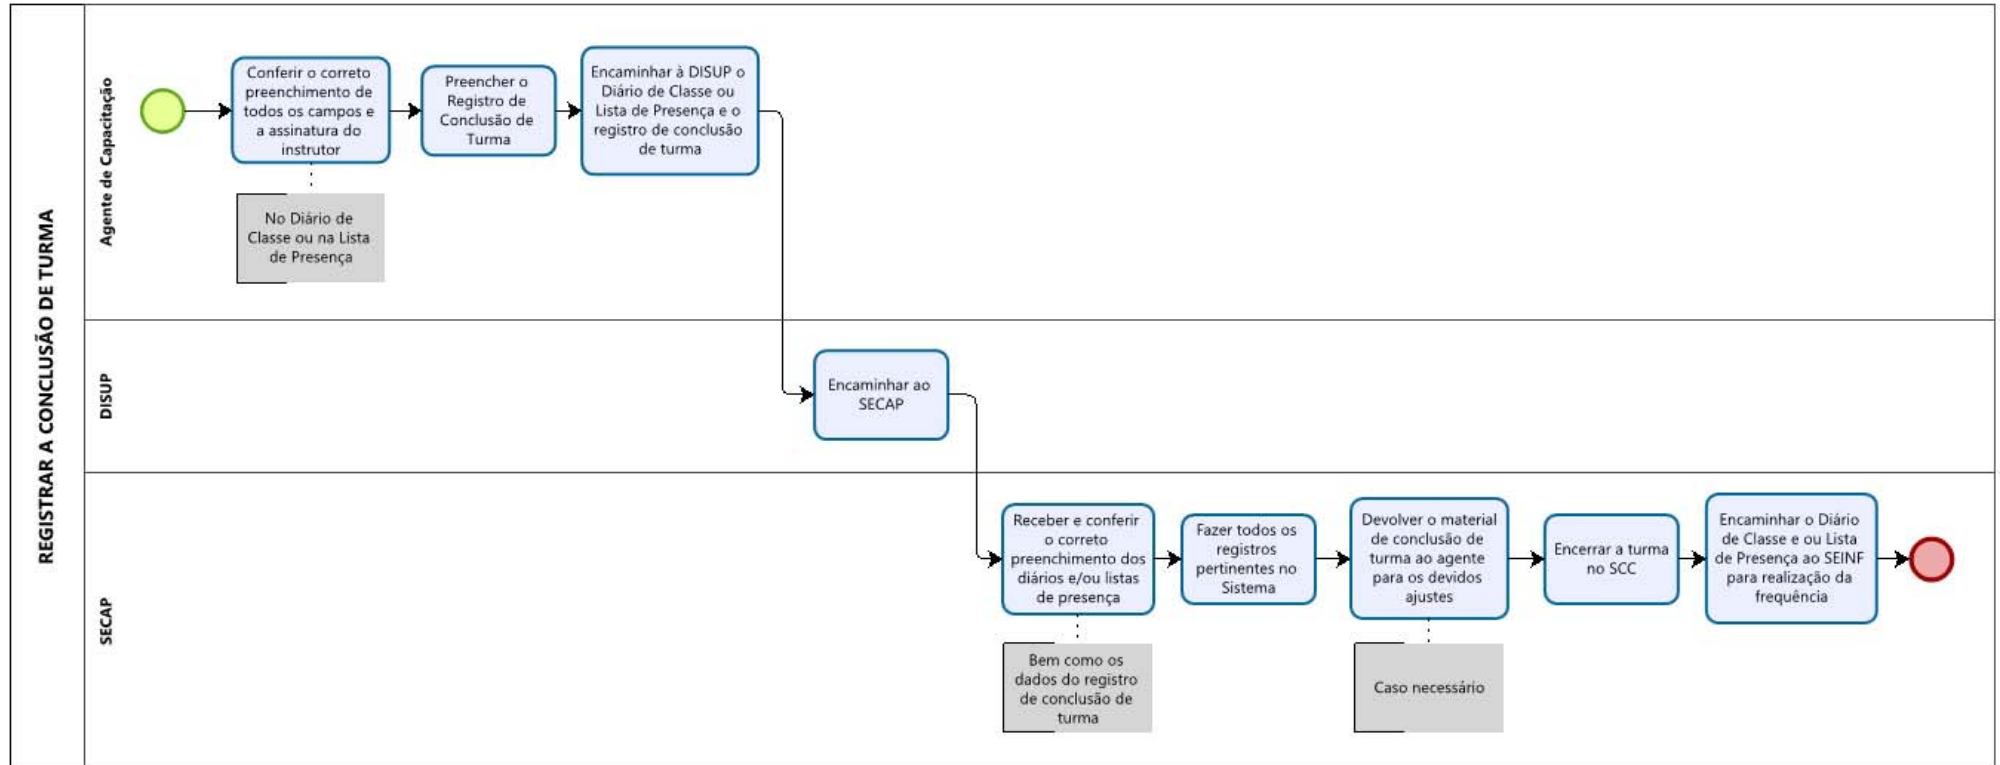 REGISTRAR A CONCLUSÃO DE TURMA
Agente de Capacitação
Conferir o correto
preenchimento de
todos os campos e
a assinatura do
instrutor
No Diário de
Classe ou na Lista
de Presença
Preencher o
Registro de
Conclusão de
Turma
Encaminhar à DISUP o
Diário de Classe ou
Lista de Presença e o
registro de conclusão
de turma
DISUP
Encaminhar ao
SECAP
SECAP
Receber e conferir
o correto
preenchimento dos
diários e/ou listas
de presença
Bem como os
dados do registro
de conclusão de
turma
Fazer todos os
registros
pertinentes no
Sistema
Devolver o material
de conclusão de
turma ao agente
para os devidos
ajustes
Caso necessário
Encerrar a turma
no SCC
Encaminhar o Diário
de Classe e ou Lista
de Presença ao SEINF
para realização da
frequência